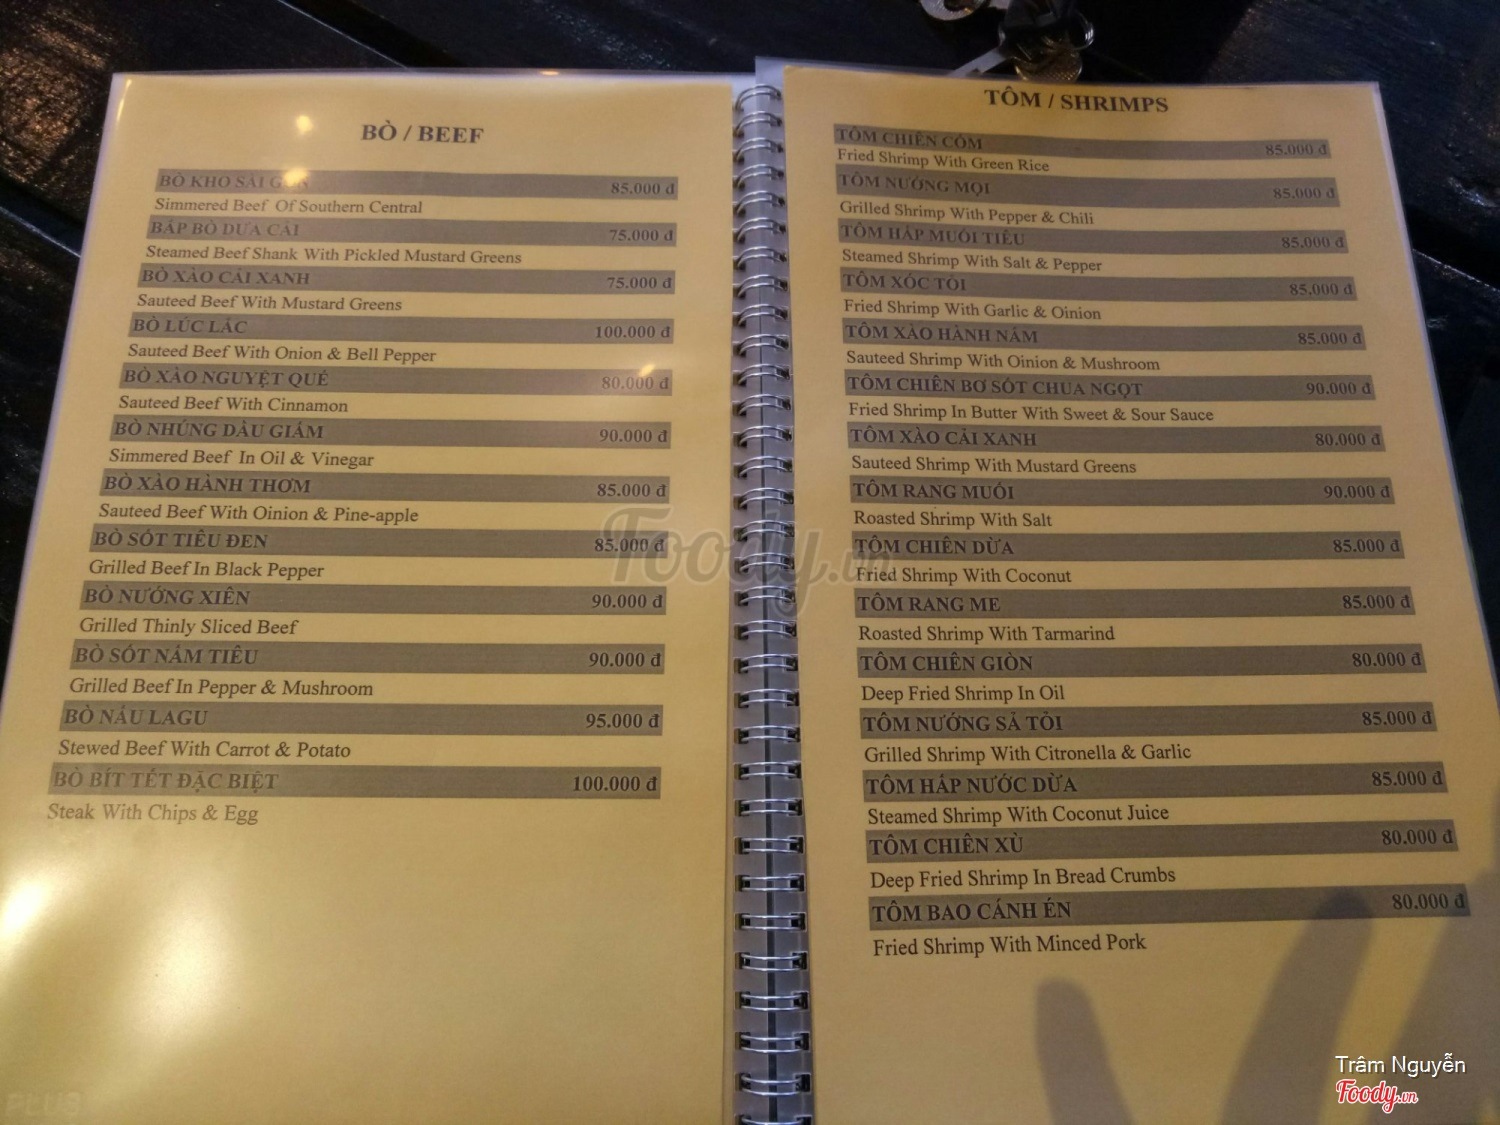 BÒ / BEEF
BÒ KHO SÀI GÒN 85.000 đ
Simmered Beef Of Southern Central
BẮP BÒ DƯA CẢI 75.000 đ
Steamed Beef Shank With Pickled Mustard Greens
BÒ XÀO CẢI XANH 75.000 đ
Sauteed Beef With Mustard Greens
BÒ LÚC LẮC 100.000 đ
Sauteed Beef With Onion & Bell Pepper
BÒ XÀO NGUYỆT QUẾ 80.000 đ
Sauteed Beef With Cinnamon
BÒ NHÚNG DẦU GIẤM 90.000 đ
Simmered Beef In Oil & Vinegar
BÒ XÀO HÀNH THƠM 85.000 đ
Sauteed Beef With Oinion & Pine-apple
BÒ SỐT TIÊU ĐEN 85.000 đ
Grilled Beef In Black Pepper
BÒ NƯỚNG XIÊN 90.000 đ
Grilled Thinly Sliced Beef
BÒ SỐT NẤM TIÊU 90.000 đ
Grilled Beef In Pepper & Mushroom
BÒ NẤU LAGU 95.000 đ
Stewed Beef With Carrot & Potato
BÒ BÍT TẾT ĐẶC BIỆT 100.000 đ
Steak With Chips & Egg
TÔM / SHRIMPS
TÔM CHIÊN CỐM 85.000 đ
Fried Shrimp With Green Rice
TÔM NƯỚNG MỌI 85.000 đ
Grilled Shrimp With Pepper & Chili
TÔM HẤP MUỐI TIÊU 85.000 đ
Steamed Shrimp With Salt & Pepper
TÔM XÓC TỎI 85.000 đ
Fried Shrimp With Garlic & Oinion
TÔM XÀO HÀNH NẤM 85.000 đ
Sauteed Shrimp With Oinion & Mushroom
TÔM CHIÊN BƠ SỐT CHUA NGỌT 90.000 đ
Fried Shrimp In Butter With Sweet & Sour Sauce
TÔM XÀO CẢI XANH 80.000 đ
Sauteed Shrimp With Mustard Greens
TÔM RANG MUỐI 90.000 đ
Roasted Shrimp With Salt
TÔM CHIÊN DỪA 85.000 đ
Fried Shrimp With Coconut
TÔM RANG ME 85.000 đ
Roasted Shrimp With Tarmarind
TÔM CHIÊN GIÒN 80.000 đ
Deep Fried Shrimp In Oil
TÔM NƯỚNG SẢ TỎI 85.000 đ
Grilled Shrimp With Citronella & Garlic
TÔM HẤP NƯỚC DỪA 85.000 đ
Steamed Shrimp With Coconut Juice
TÔM CHIÊN XÙ 80.000 đ
Deep Fried Shrimp In Bread Crumbs
TÔM BAO CÁNH ÉN 80.000 đ
Fried Shrimp With Minced Pork
Foody.vn
PLUS
Trâm Nguyễn
Foody.vn